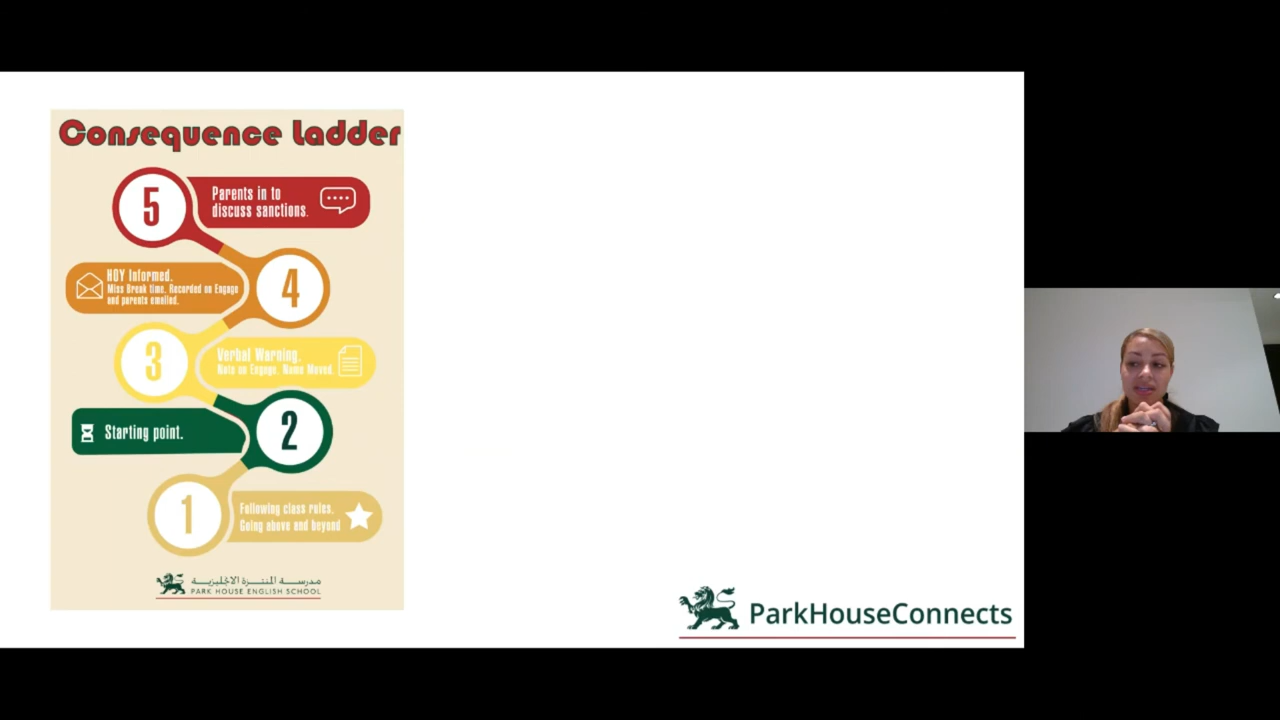 Consequence Ladder
5
Parents in to
discuss sanctions.
HOY Informed.
Miss Break time. Recorded on Engage
and parents emailed.
4
3
Verbal Warning.
Note on Engage. Name Moved.
Starting point.
2
1
Following class rules.
Going above and beyond
مدرسة المنتزة الانجليزية
PARK HOUSE ENGLISH SCHOOL
ParkHouseConnects